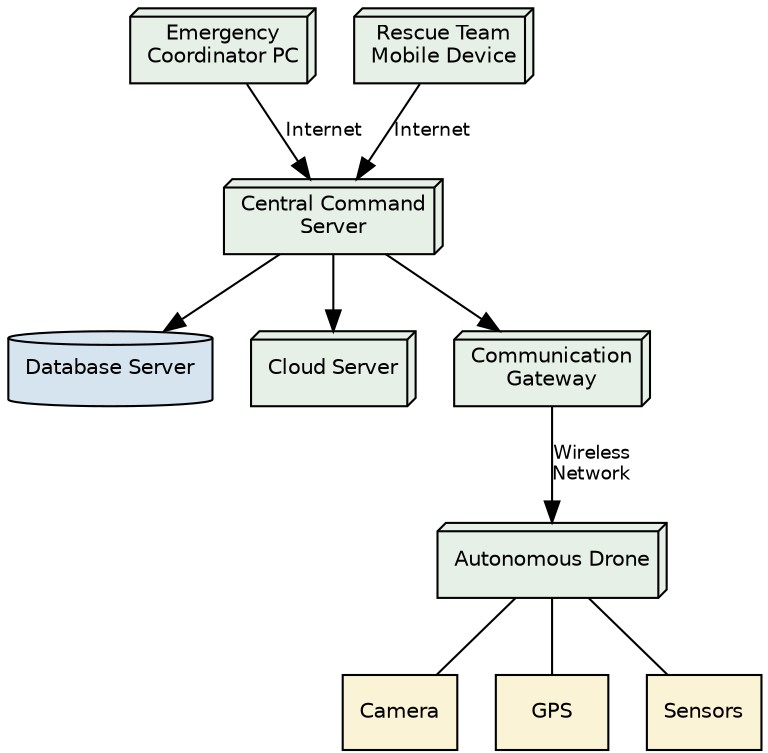 Emergency
Coordinator PC
Rescue Team
Mobile Device
Internet
Internet
Central Command
Server
Database Server
Cloud Server
Communication
Gateway
Wireless
Network
Autonomous Drone
Camera
GPS
Sensors